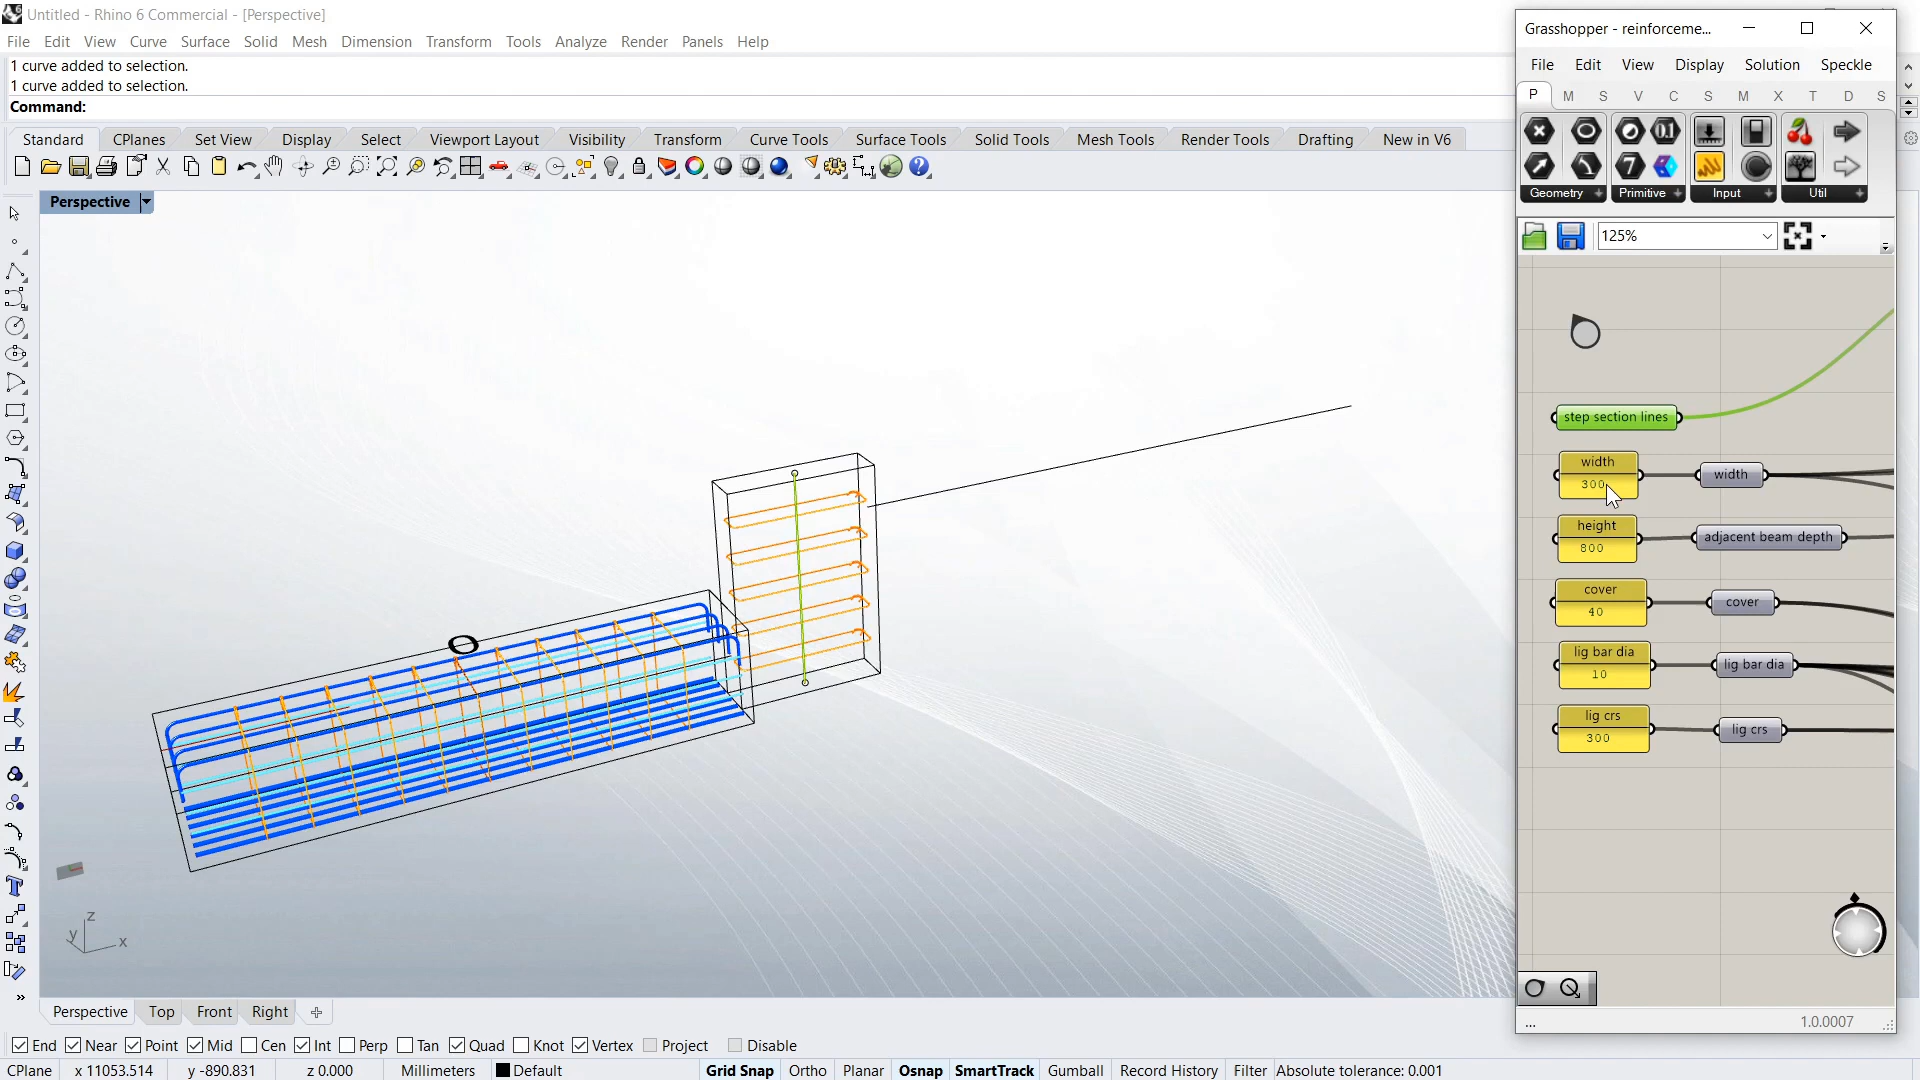 Untitled - Rhino 6 Commercial - [Perspective]
File Edit View Curve Surface Solid Mesh Dimension Transform Tools Analyze Render Panels Help
1 curve added to selection.
1 curve added to selection.
Command:
Standard CPlanes Set View Display Select Viewport Layout Visibility Transform Curve Tools Surface Tools Solid Tools Mesh Tools Render Tools Drafting New in V6
Perspective
z
y
x
Perspective Top Front Right
End Near Point Mid Cen Int Perp Tan Quad Knot Vertex Project Disable
CPlane x 11053.514 y -890.831 z 0.000 Millimeters Default Grid Snap Ortho Planar Osnap SmartTrack Gumball Record History Filter Absolute tolerance: 0.001
Grasshopper - reinforceme...
File Edit View Display Solution Speckle
P M S V C S M X T D S
Geometry Primitive Input Util
125%
step section lines
width
300
width
height
800
adjacent beam depth
cover
40
cover
lig bar dia
10
lig bar dia
lig crs
300
lig crs
...
1.0.0007